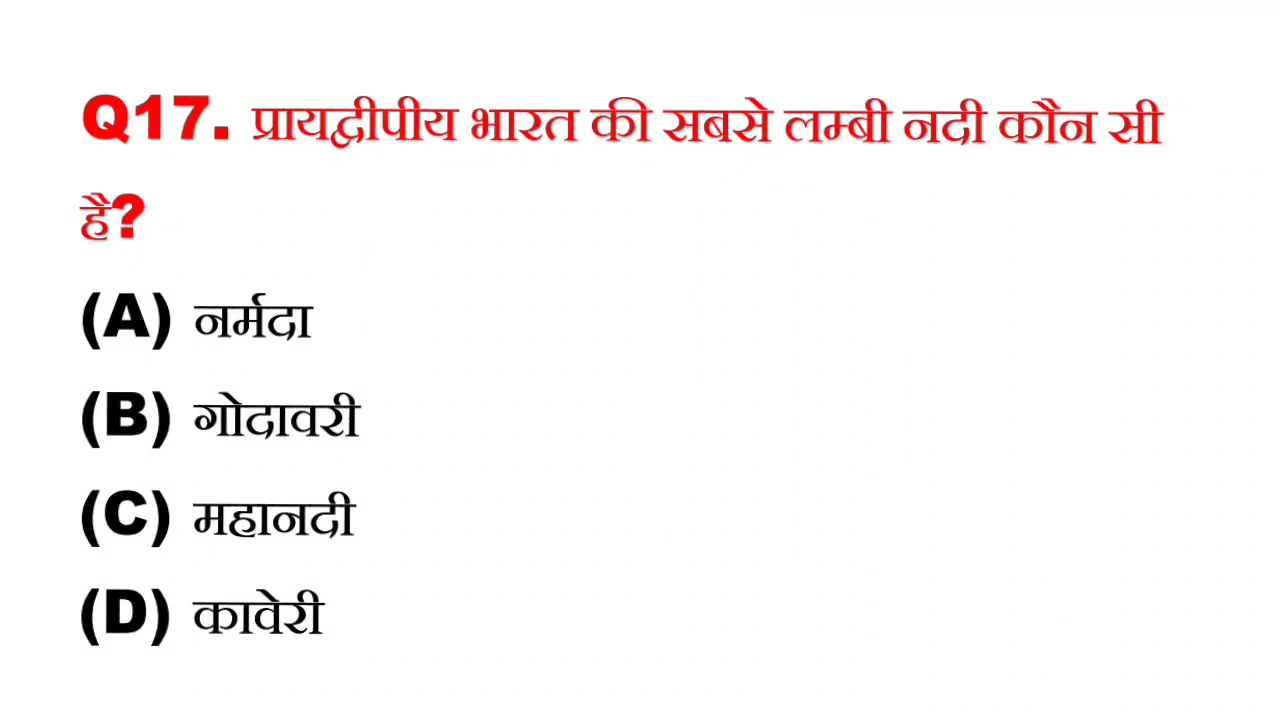 Q17. प्रायद्वीपीय भारत की सबसे लम्बी नदी कौन सी
है?
(A) नर्मदा
(B) गोदावरी
(C) महानदी
(D) कावेरी